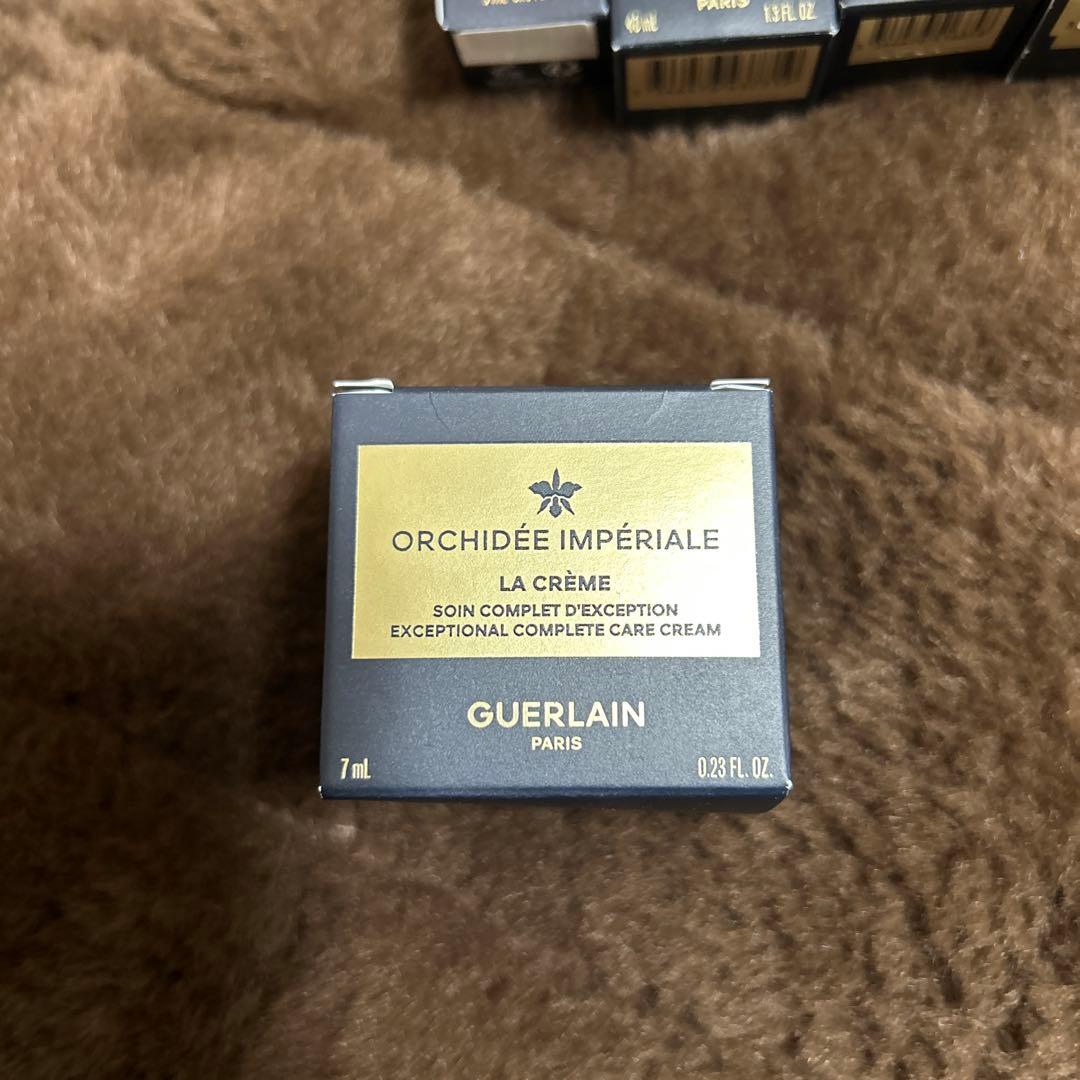 PARIS
1.3 FL. OZ.
ORCHIDÉE IMPÉRIALE
LA CRÈME
SOIN COMPLET D'EXCEPTION
EXCEPTIONAL COMPLETE CARE CREAM
GUERLAIN
PARIS
7 mL
0.23 FL. OZ.